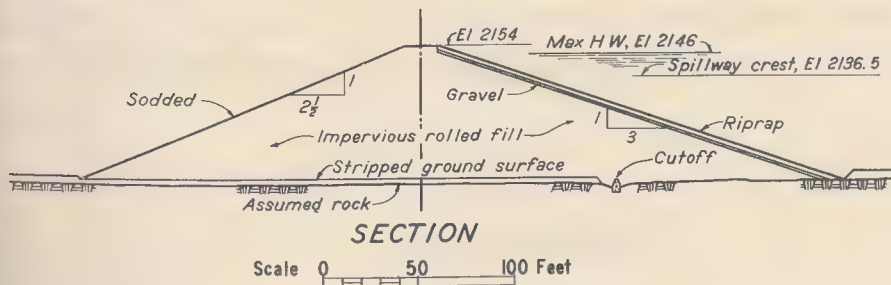 El 2154
Max H W, El 2146
Spillway crest, El 2136.5
Sodded
1
2½
Gravel
1
3
Riprap
Impervious rolled fill
Stripped ground surface
Cutoff
Assumed rock
SECTION
Scale 0 50 100 Feet